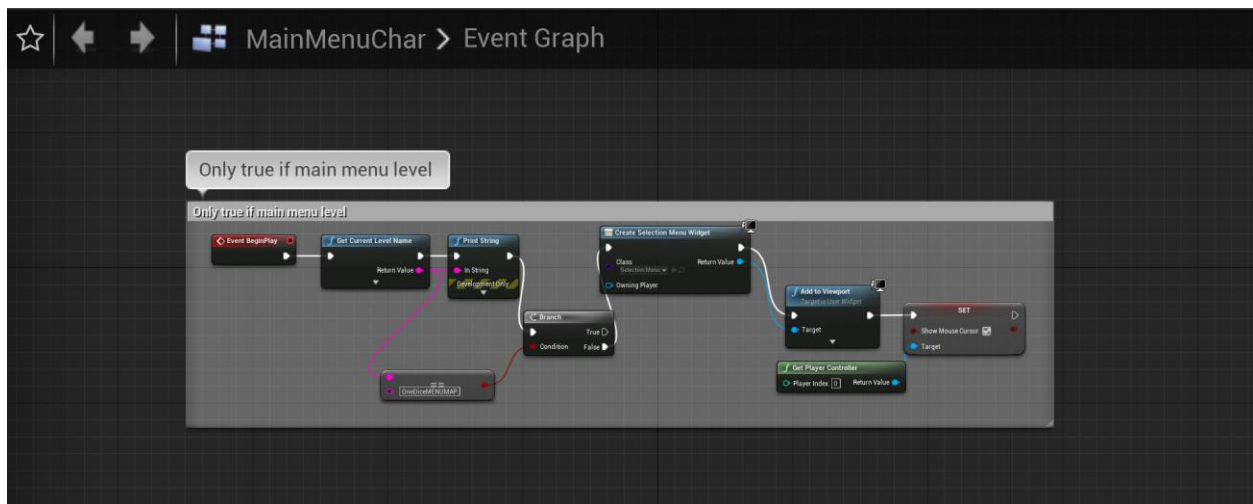 MainMenuChar > Event Graph
Only true if main menu level
Only true if main menu level
Event BeginPlay
Get Current Level Name
Return Value
Print String
In String
Development Only
Branch
True
Condition
False
==
OneDiceMENUMAP
Create Selection Menu Widget
Class
Return Value
Selection Menu
Owning Player
Add to Viewport
Target is User Widget
Target
Get Player Controller
Player Index 0
Return Value
SET
Show Mouse Cursor
Target